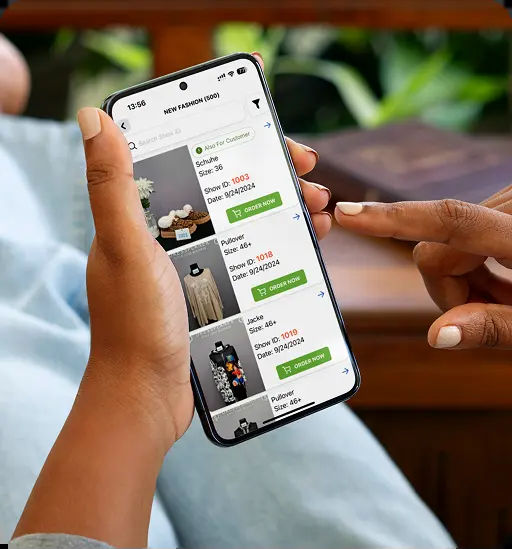 13:56
NEW FASHION (500)
Search Show ID
Also For Customer
Schuhe
Size: 36
Show ID: 1003
Date: 9/24/2024
ORDER NOW
Pullover
Size: 46+
Show ID: 1018
Date: 9/24/2024
ORDER NOW
Jacke
Size: 46+
Show ID: 1019
Date: 9/24/2024
ORDER NOW
Pullover
Size: 46+